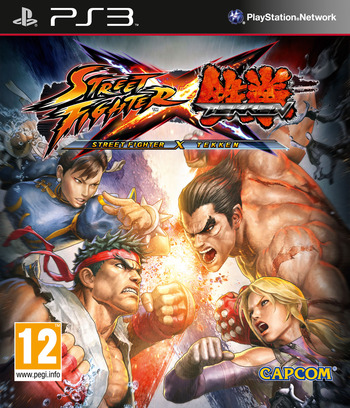 PS3
PlayStation®Network
STREET
FIGHTER
X
鉄拳
TEKKEN
STREET FIGHTER X TEKKEN
12
www.pegi.info
CAPCOM